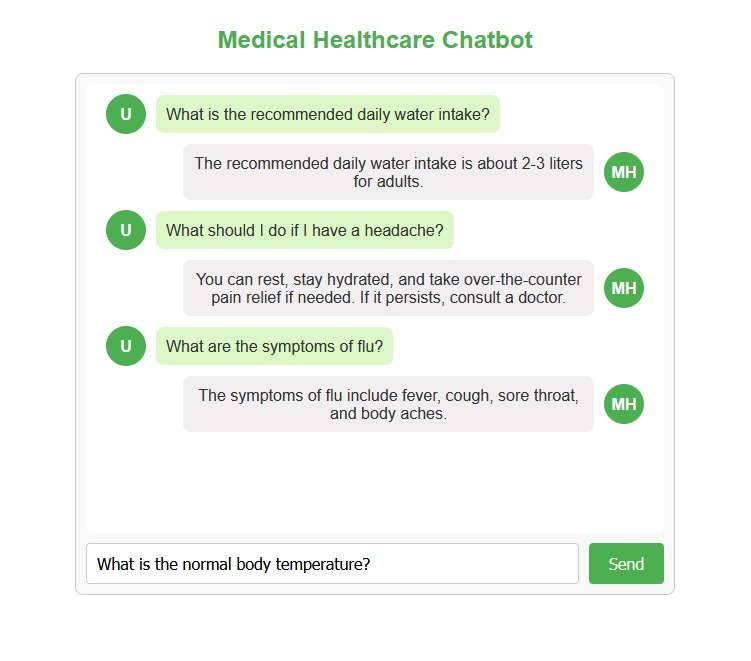 Medical Healthcare Chatbot
U
What is the recommended daily water intake?
The recommended daily water intake is about 2-3 liters
for adults.
MH
U
What should I do if I have a headache?
You can rest, stay hydrated, and take over-the-counter
pain relief if needed. If it persists, consult a doctor.
MH
U
What are the symptoms of flu?
The symptoms of flu include fever, cough, sore throat,
and body aches.
MH
What is the normal body temperature?
Send